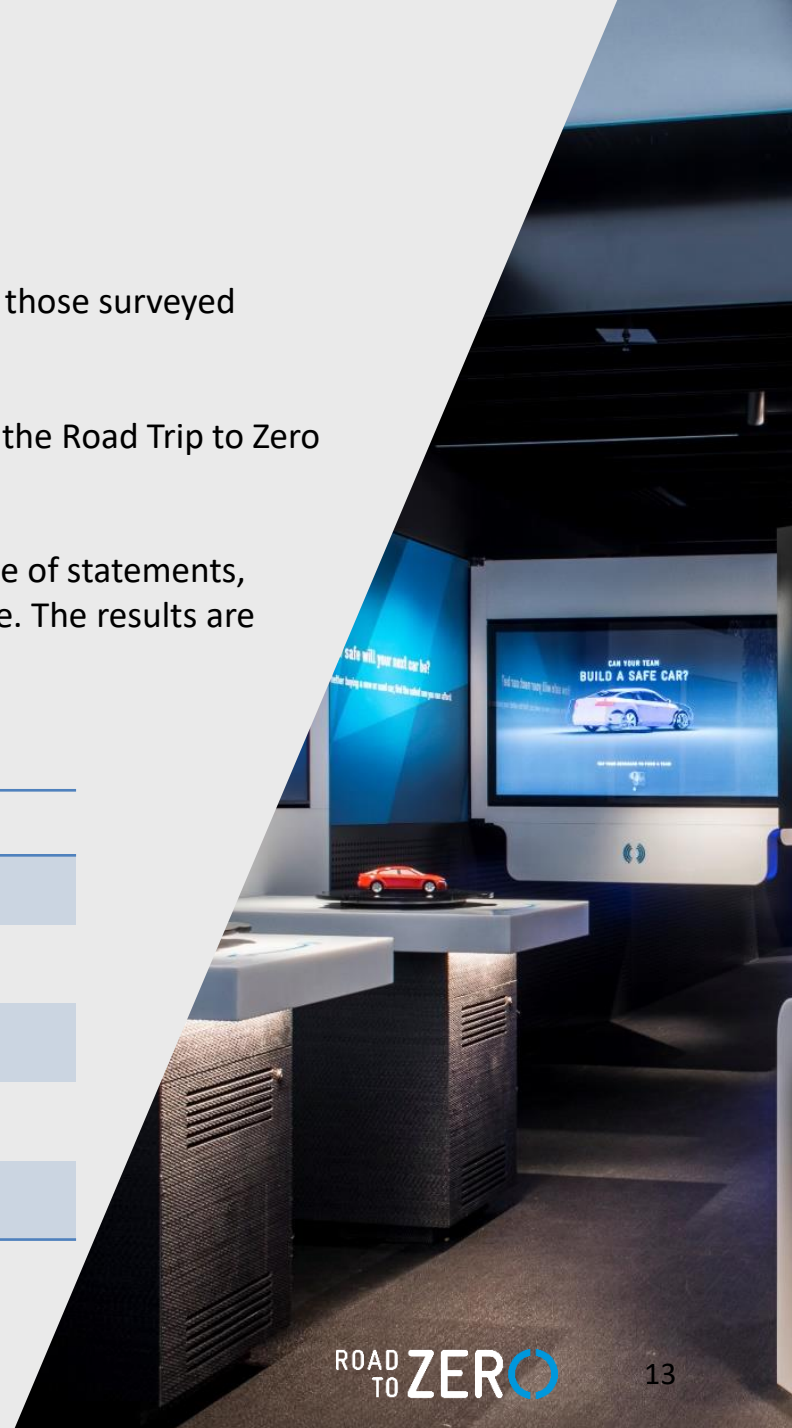 those surveyed
the Road Trip to Zero
e of statements,
e. The results are
safe will your next car be?
CAN YOUR TEAM
BUILD A SAFE CAR?
ROAD
TO ZERO
13